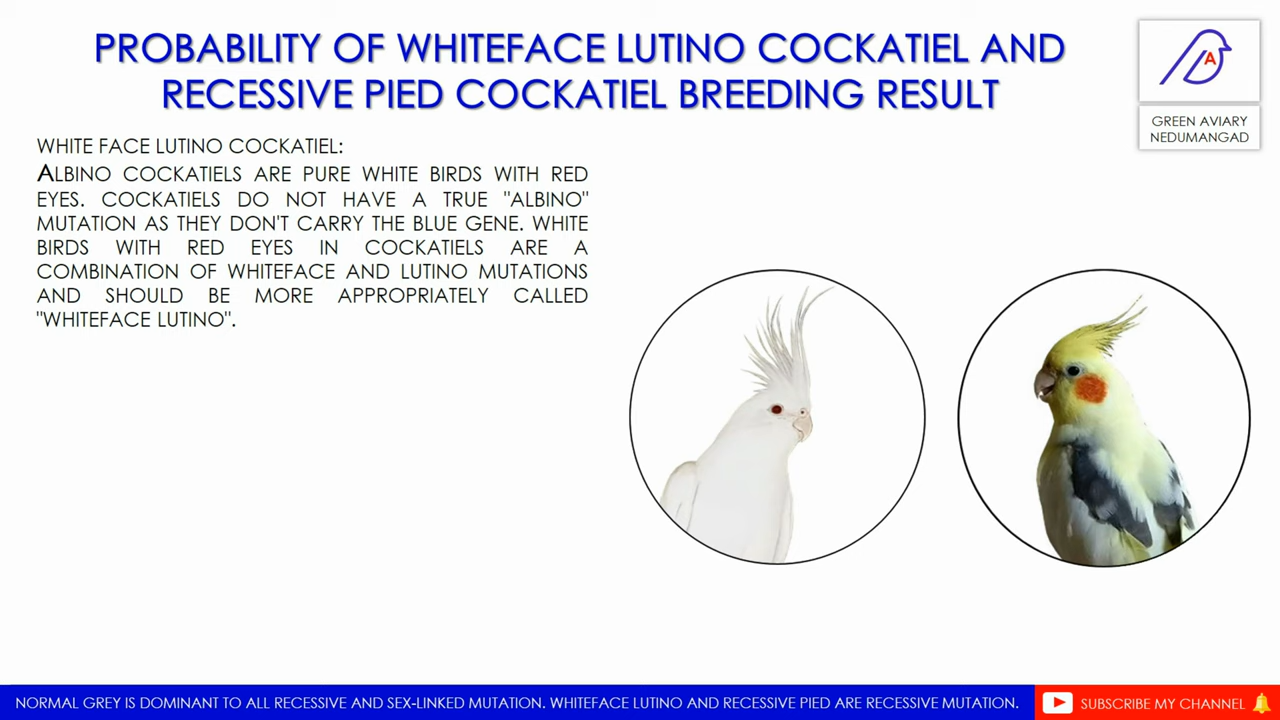 PROBABILITY OF WHITEFACE LUTINO COCKATIEL AND
RECESSIVE PIED COCKATIEL BREEDING RESULT
A
GREEN AVIARY
NEDUMANGAD
WHITE FACE LUTINO COCKATIEL:
ALBINO COCKATIELS ARE PURE WHITE BIRDS WITH RED
EYES. COCKATIELS DO NOT HAVE A TRUE "ALBINO"
MUTATION AS THEY DON'T CARRY THE BLUE GENE. WHITE
BIRDS WITH RED EYES IN COCKATIELS ARE A
COMBINATION OF WHITEFACE AND LUTINO MUTATIONS
AND SHOULD BE MORE APPROPRIATELY CALLED
"WHITEFACE LUTINO".
NORMAL GREY IS DOMINANT TO ALL RECESSIVE AND SEX-LINKED MUTATION. WHITEFACE LUTINO AND RECESSIVE PIED ARE RECESSIVE MUTATION.
SUBSCRIBE MY CHANNEL